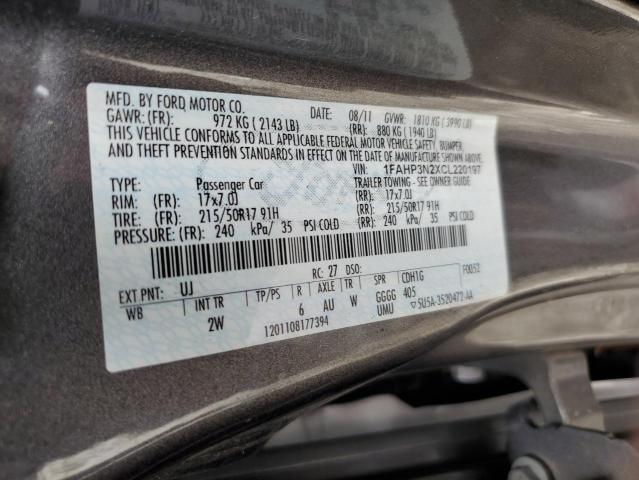 MFD. BY FORD MOTOR CO. DATE: 08/11 GVWR: 1810 KG ( 3990 LB)
GAWR: (FR): 972 KG ( 2143 LB) (RR): 880 KG ( 1940 LB)
THIS VEHICLE CONFORMS TO ALL APPLICABLE FEDERAL MOTOR VEHICLE SAFETY, BUMPER,
AND THEFT PREVENTION STANDARDS IN EFFECT ON THE DATE OF MANUFACTURE SHOWN ABOVE.
VIN: 1FAHP3N2XCL220197
TYPE: Passenger Car TRAILER TOWING - SEE OWNER GUIDE
RIM: (FR): 17x7.0J (RR): 17x7.0J
TIRE: (FR): 215/50R17 91H (RR): 215/50R17 91H
PRESSURE: (FR): 240 kPa/ 35 PSI COLD (RR): 240 kPa/ 35 PSI COLD
RC: 27 DSO: F0052
EXT PNT: UJ
WB INT TR TP/PS R AXLE TR SPR CDH1G
2W 6 AU W GGGG 405
1201108177394 UMU 5U5A-3520472-AA